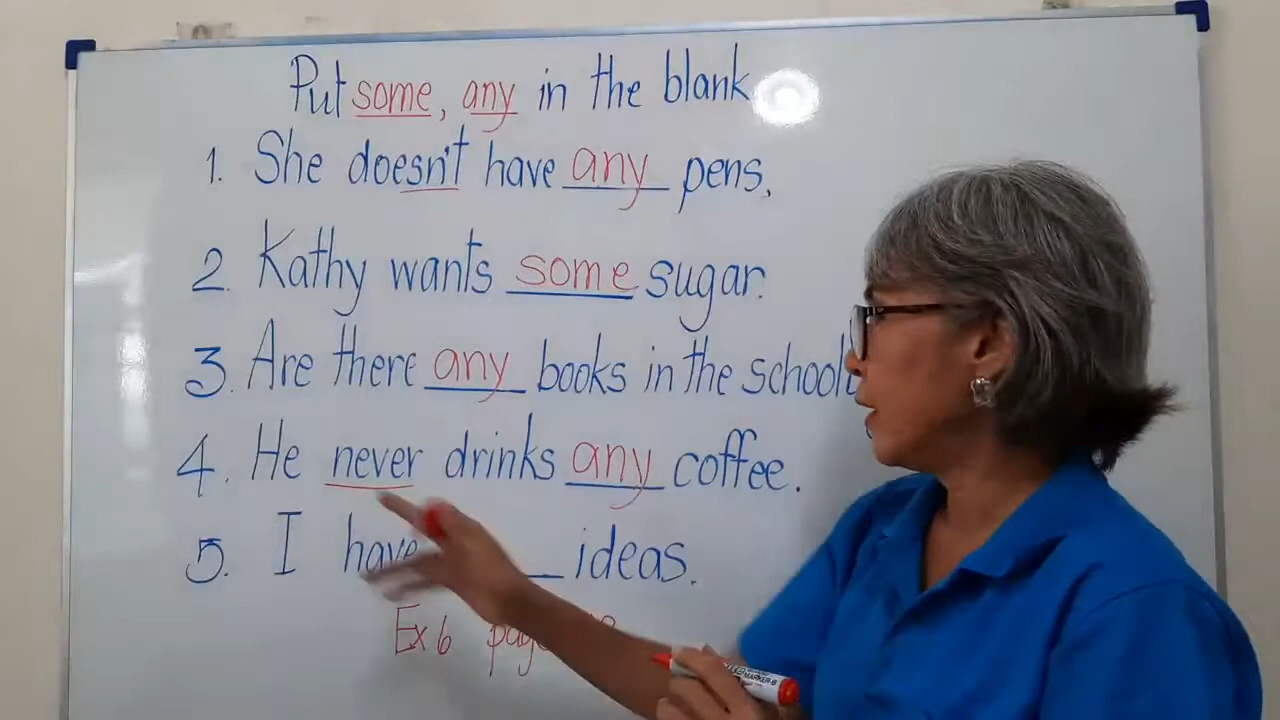 Put some, any in the blank
1. She doesn't have any pens.
2. Kathy wants some sugar.
3. Are there any books in the school
4. He never drinks any coffee.
5. I have ___ ideas.
Ex 6